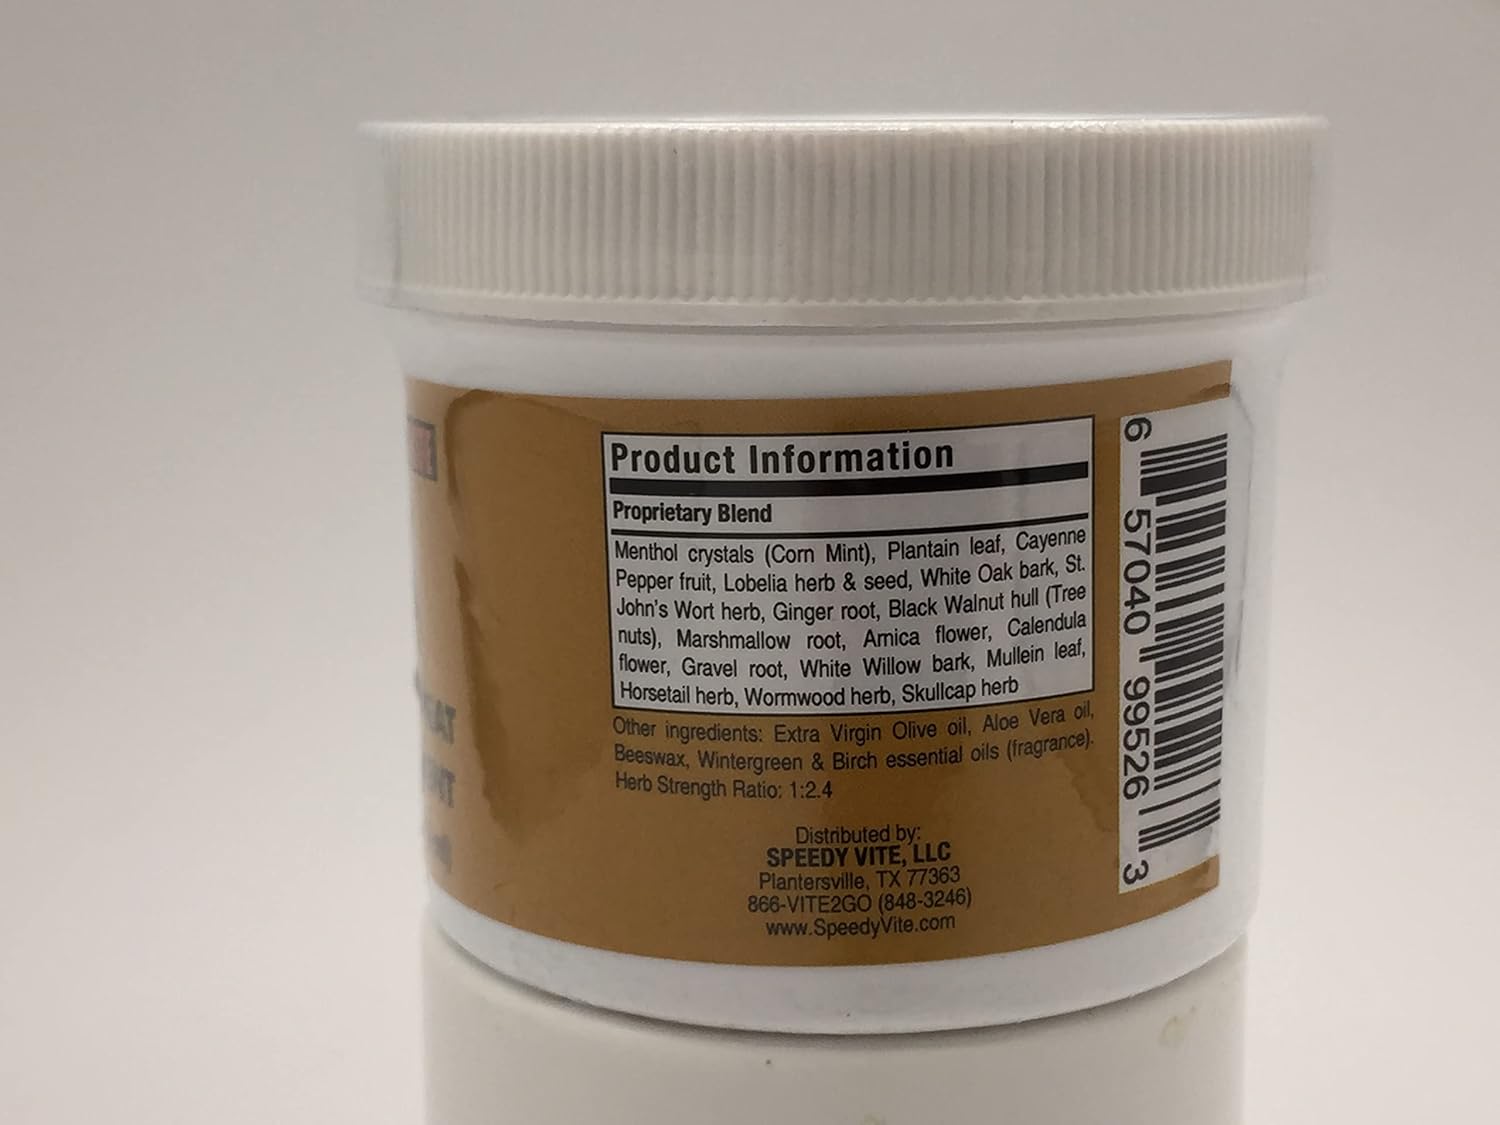 Product Information
Proprietary Blend
Menthol crystals (Corn Mint), Plantain leaf, Cayenne
Pepper fruit, Lobelia herb & seed, White Oak bark, St.
John's Wort herb, Ginger root, Black Walnut hull (Tree
nuts), Marshmallow root, Arnica flower, Calendula
flower, Gravel root, White Willow bark, Mullein leaf,
Horsetail herb, Wormwood herb, Skullcap herb
Other ingredients: Extra Virgin Olive oil, Aloe Vera oil,
Beeswax, Wintergreen & Birch essential oils (fragrance).
Herb Strength Ratio: 1:2.4
Distributed by:
SPEEDY VITE, LLC
Plantersville, TX 77363
866-VITE2GO (848-3246)
www.SpeedyVite.com
6 57040 99526 3